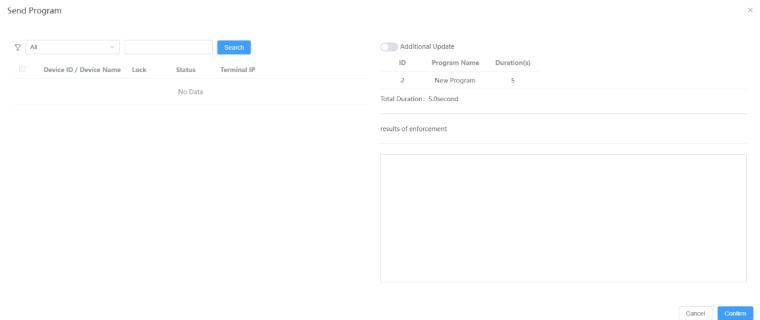 Send Program
All
Search
Device ID / Device Name Lock Status Terminal IP
No Data
Additional Update
ID Program Name Duration(s)
2 New Program 5
Total Duration: 5.0second
results of enforcement
Cancel Confirm